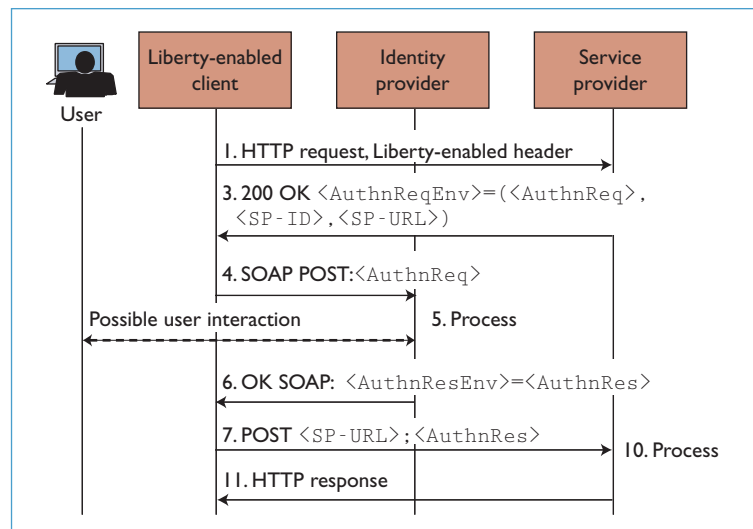 Liberty-enabled
client
Identity
provider
Service
provider
User
1. HTTP request, Liberty-enabled header
3. 200 OK <AuthnReqEnv>=(<AuthnReq>,
<SP-ID>,<SP-URL>)
4. SOAP POST:<AuthnReq>
Possible user interaction
5. Process
6. OK SOAP: <AuthnResEnv>=<AuthnRes>
7. POST <SP-URL>;<AuthnRes>
10. Process
11. HTTP response